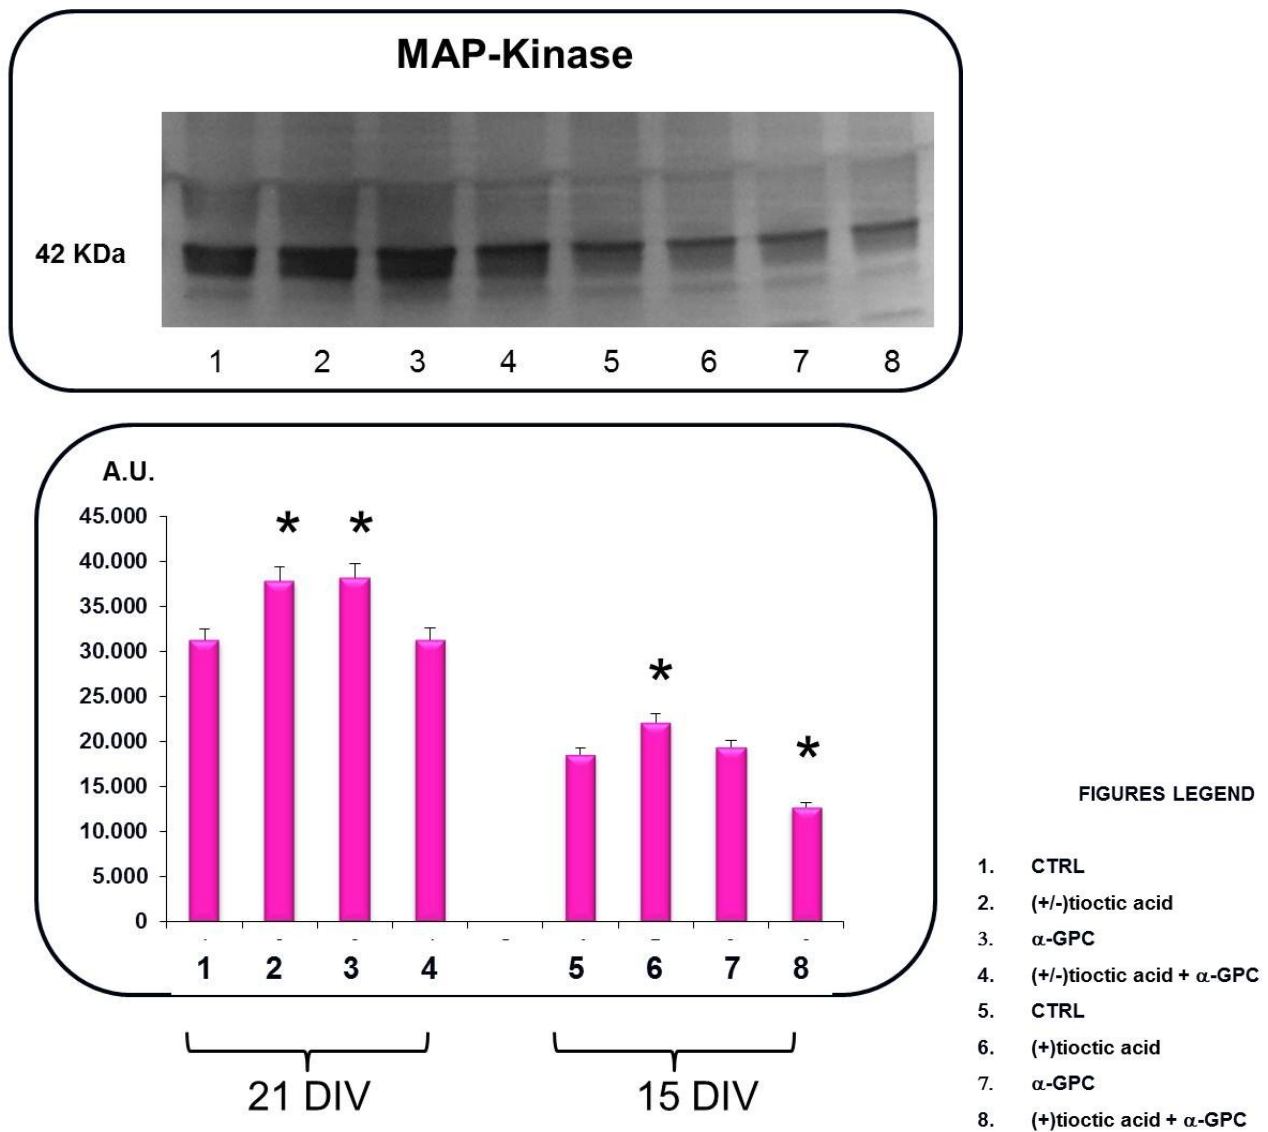 MAP-Kinase
42 KDa
1 2 3 4 5 6 7 8
A.U.
45.000
40.000
35.000
30.000
25.000
20.000
15.000
10.000
5.000
0
1 2 3 4 5 6 7 8
21 DIV 15 DIV
FIGURES LEGEND
1. CTRL
2. (+/-)tioctic acid
3. α-GPC
4. (+/-)tioctic acid + α-GPC
5. CTRL
6. (+)tioctic acid
7. α-GPC
8. (+)tioctic acid + α-GPC